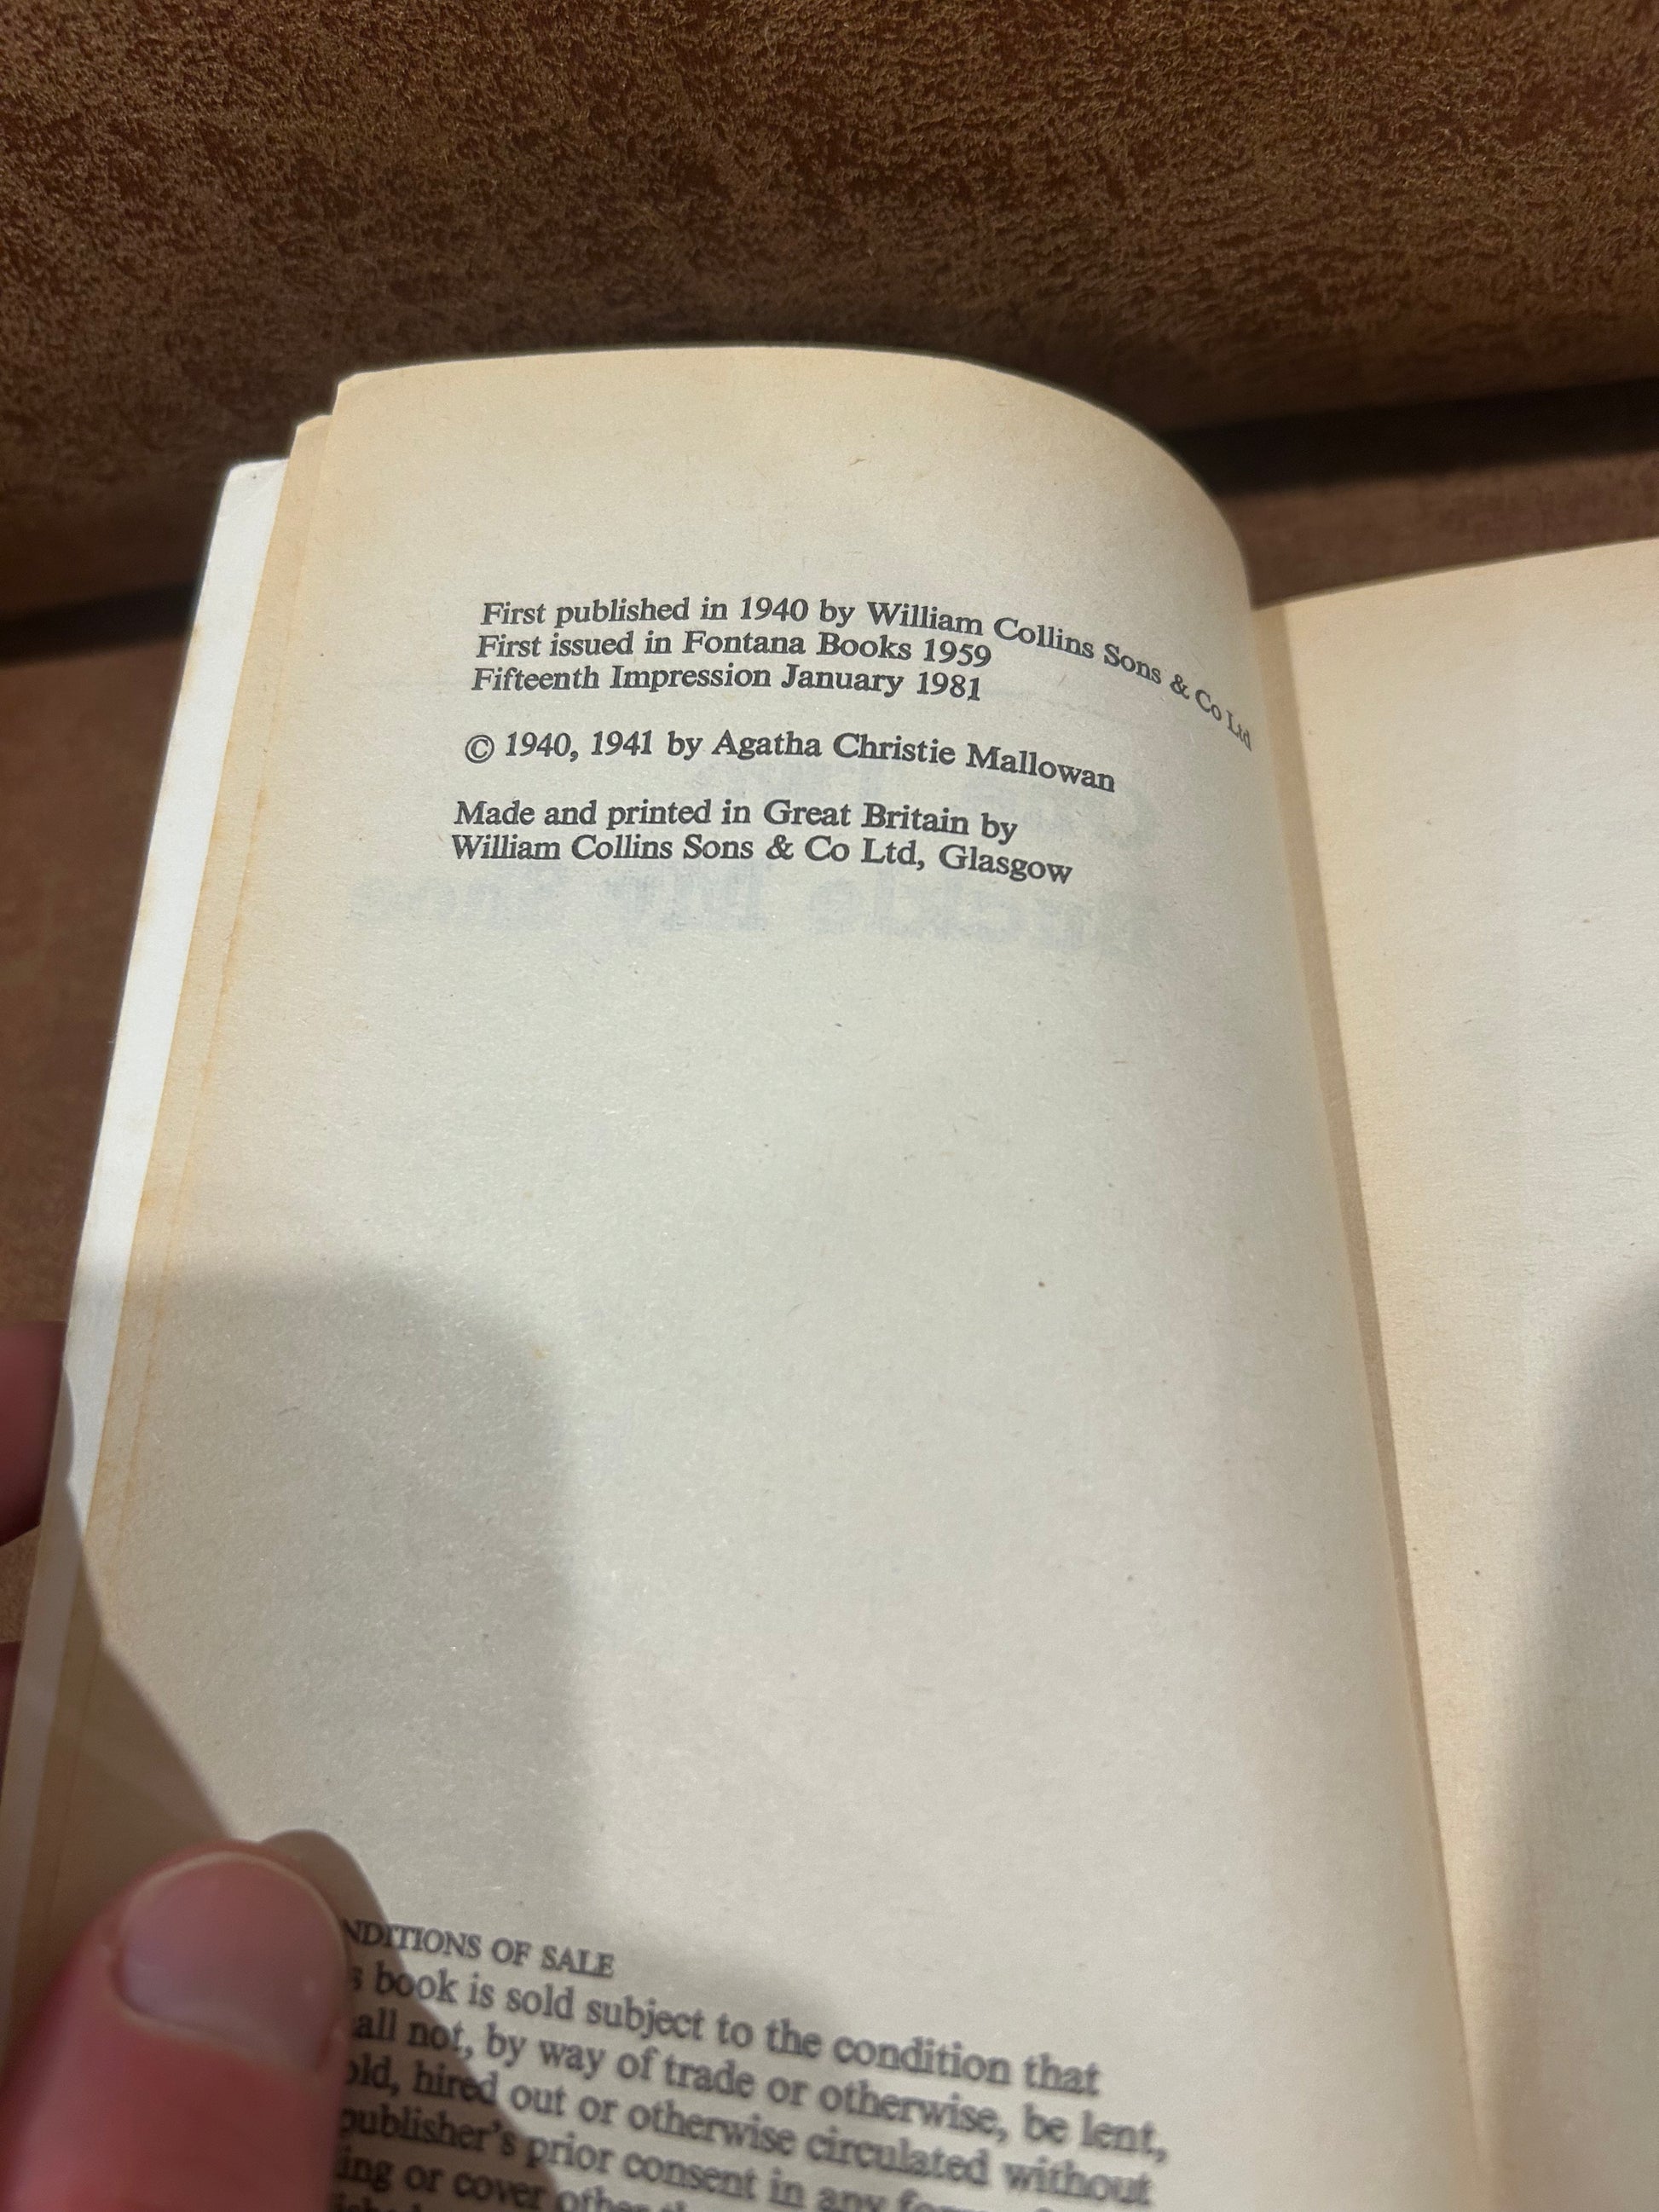 First published in 1940 by William Collins Sons & Co Ltd
First issued in Fontana Books 1959
Fifteenth Impression January 1981
© 1940, 1941 by Agatha Christie Mallowan
Made and printed in Great Britain by
William Collins Sons & Co Ltd, Glasgow
NDITIONS OF SALE
s book is sold subject to the condition that
all not, by way of trade or otherwise, be lent,
old, hired out or otherwise circulated without
publisher's prior consent in any
ing or cover